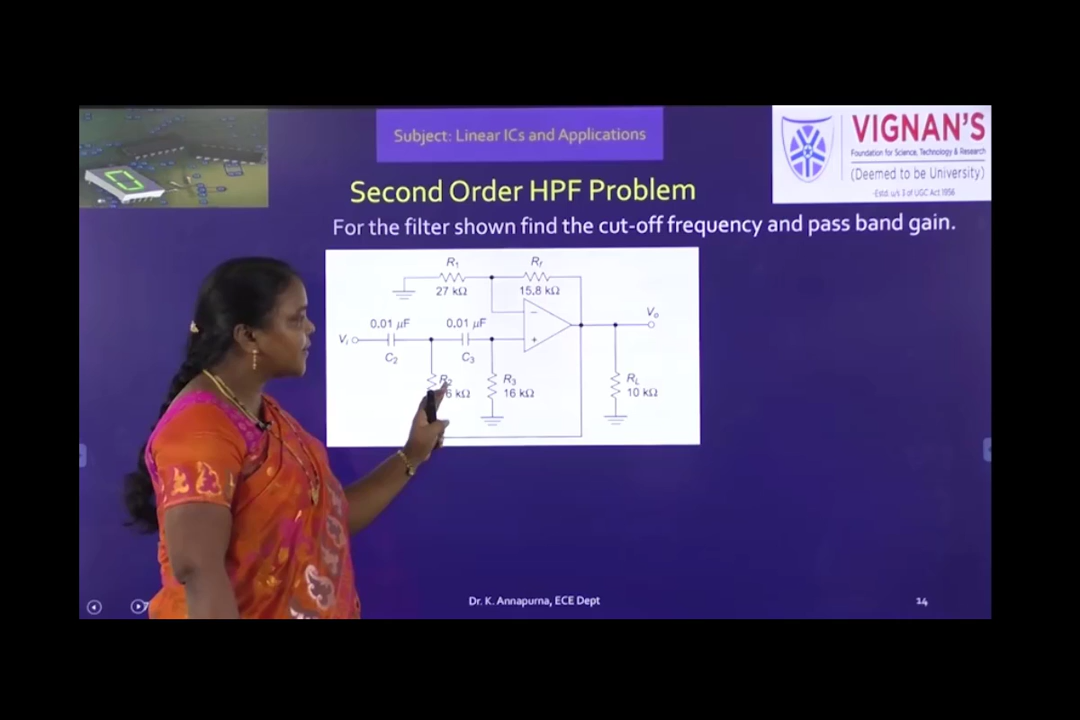 Subject: Linear ICs and Applications
VIGNAN'S
Foundation for Science, Technology & Research
(Deemed to be University)
-Estd. u/s 3 of UGC Act 1956
Second Order HPF Problem
For the filter shown find the cut-off frequency and pass band gain.
R1 Rf
27 kΩ 15.8 kΩ
Vo
0.01 µF 0.01 µF
Vi
C2 C3
R2 R3 RL
6 kΩ 16 kΩ 10 kΩ
Dr. K. Annapurna, ECE Dept
14